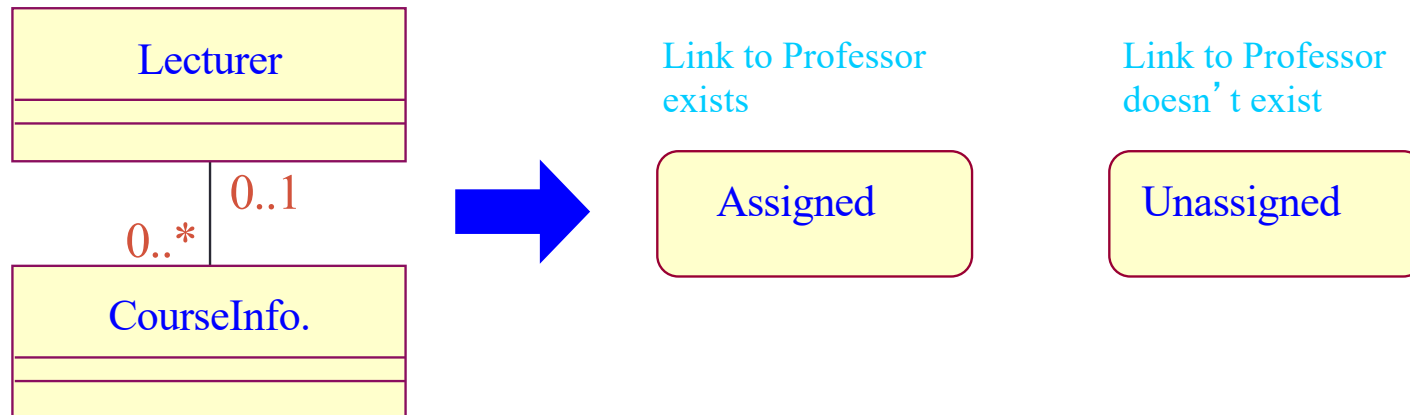 Lecturer
0..1
0..*
CourseInfo.
Link to Professor
exists
Assigned
Link to Professor
doesn’t exist
Unassigned